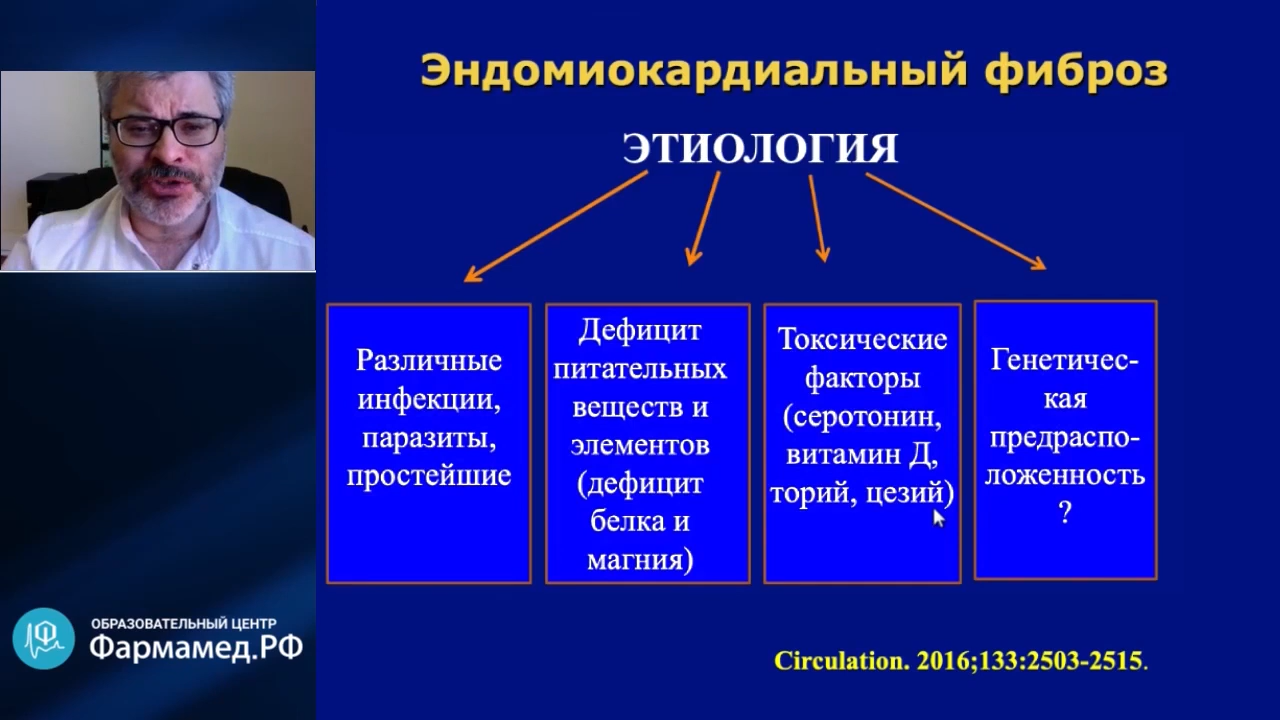 Эндомиокардиальный фиброз
ЭТИОЛОГИЯ
Различные
инфекции,
паразиты,
простейшие
Дефицит
питательных
веществ и
элементов
(дефицит
белка и
магния)
Токсические
факторы
(серотонин,
витамин Д,
торий, цезий)
Генетичес-
кая
предраспо-
ложенность
?
Circulation. 2016;133:2503-2515.
ОБРАЗОВАТЕЛЬНЫЙ ЦЕНТР
Фармамед.РФ